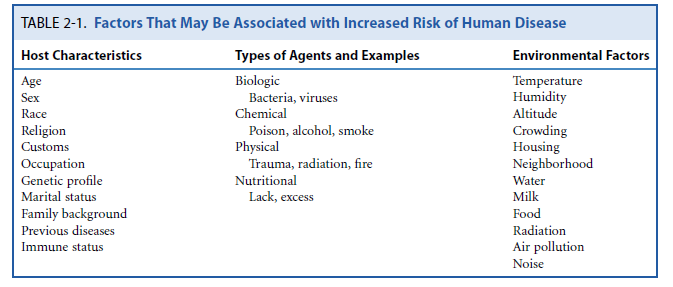 TABLE 2-1. Factors That May Be Associated with Increased Risk of Human Disease
Host Characteristics Types of Agents and Examples Environmental Factors
Age Biologic Temperature
Sex Bacteria, viruses Humidity
Race Chemical Altitude
Religion Poison, alcohol, smoke Crowding
Customs Physical Housing
Occupation Trauma, radiation, fire Neighborhood
Genetic profile Nutritional Water
Marital status Lack, excess Milk
Family background Food
Previous diseases Radiation
Immune status Air pollution
Noise